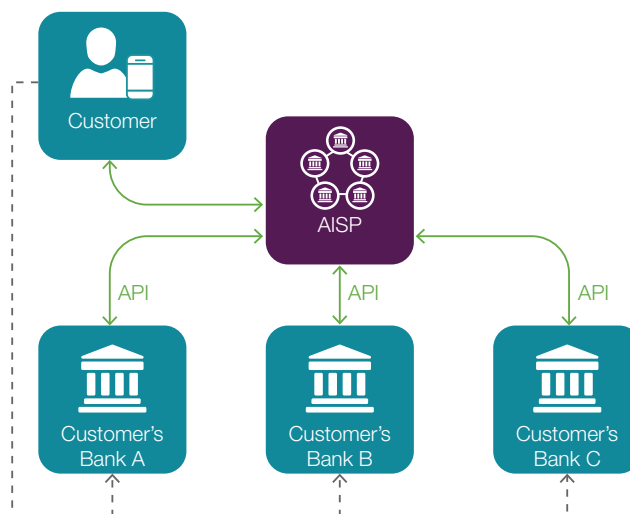 Customer
AISP
API
API
API
Customer's
Bank A
Customer's
Bank B
Customer's
Bank C